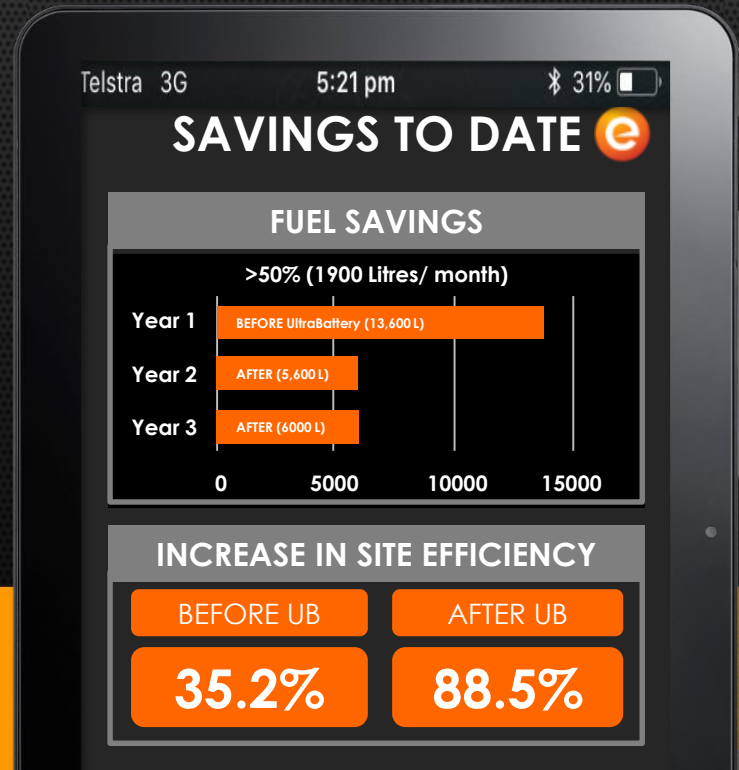 Telstra 3G 5:21 pm 31%
SAVINGS TO DATE e
FUEL SAVINGS
>50% (1900 Litres/ month)
Year 1 BEFORE UltraBattery (13,600 L)
Year 2 AFTER (5,600 L)
Year 3 AFTER (6000 L)
0 5000 10000 15000
INCREASE IN SITE EFFICIENCY
BEFORE UB AFTER UB
35.2% 88.5%